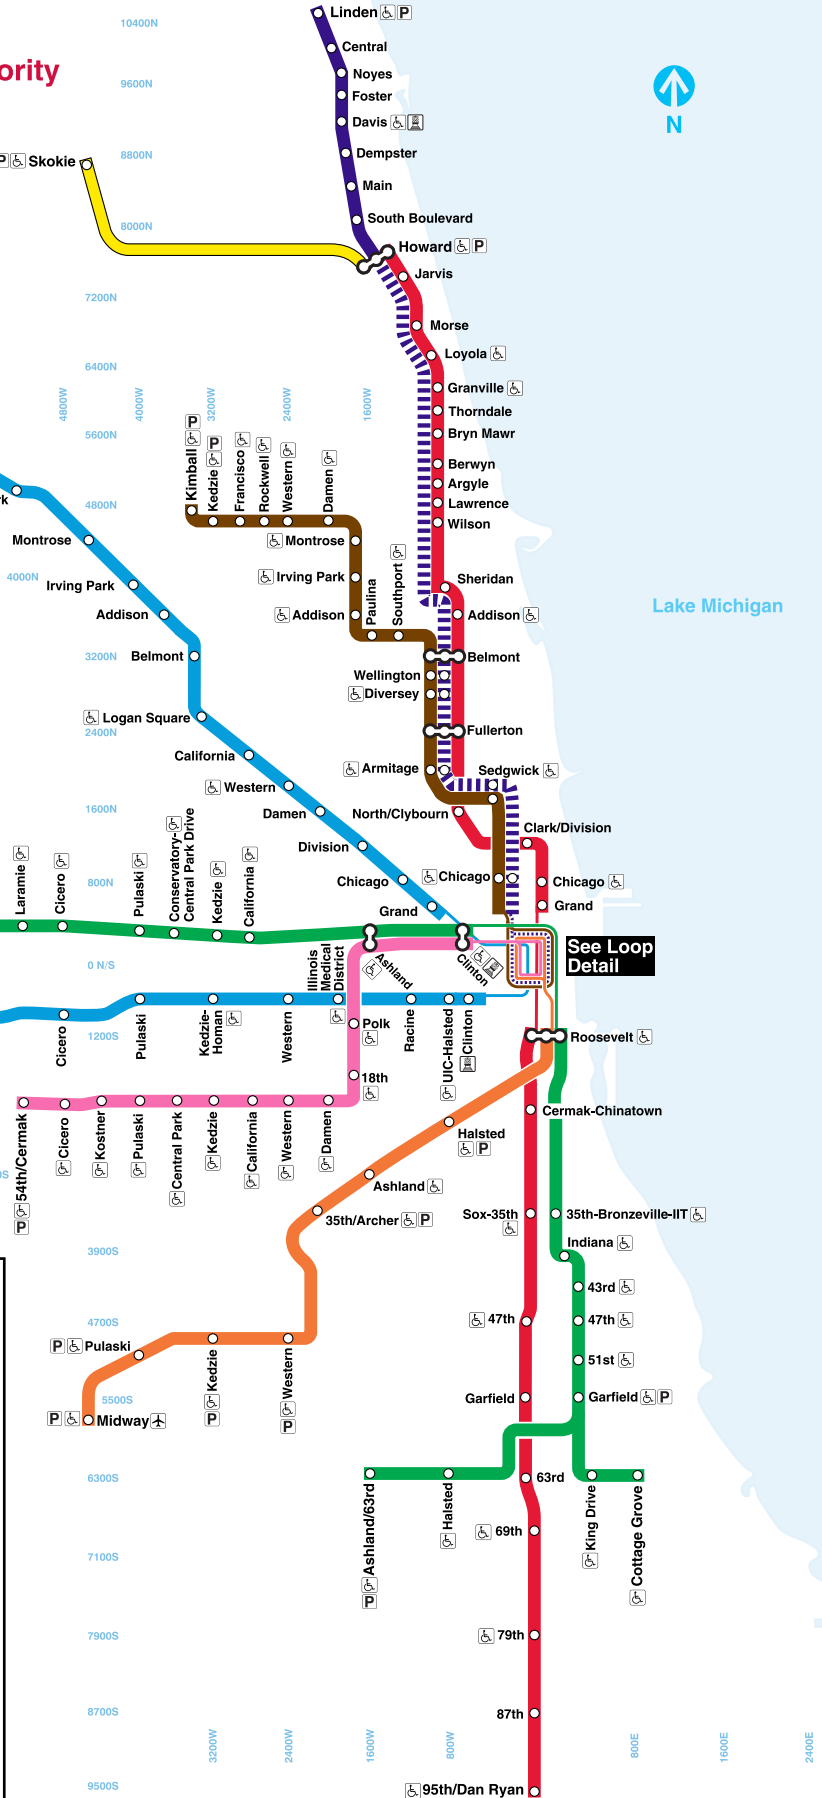 Linden P
10400N
Central
ority
Noyes
9600N
Foster
Davis
N
8800N
Dempster
P Skokie
Main
South Boulevard
8000N
Howard P
Jarvis
7200N
Morse
Loyola
6400N
Granville
4800W
4000W
3200W
2400W
1600W
Thorndale
5600N
Bryn Mawr
Kimball P
Kedzie P
Francisco
Rockwell
Western
Damen
Berwyn
Argyle
rk
4800N
Lawrence
Wilson
Montrose
Montrose
4000N
Irving Park
Irving Park
Paulina
Southport
Sheridan
Lake Michigan
Addison
Addison
Addison
Belmont
3200N
Belmont
Wellington
Diversey
Logan Square
2400N
Fullerton
California
Armitage
Sedgwick
Western
1600N
Damen
North/Clybourn
Clark/Division
Division
Laramie
Cicero
Pulaski
Conservatory-
Central Park Drive
Kedzie
California
800N
Chicago
Chicago
Chicago
Grand
Grand
See Loop
Detail
0 N/S
Illinois
Medical
District
Ashland
Clinton
1200S
Cicero
Pulaski
Kedzie-
Homan
Western
Polk
Racine
UIC-Halsted
Clinton
Roosevelt
18th
Cermak-Chinatown
54th/Cermak
P
Cicero
Kostner
Pulaski
Central Park
Kedzie
California
Western
Damen
Halsted
P
0S
Ashland
35th/Archer P
Sox-35th
35th-Bronzeville-IIT
3900S
Indiana
43rd
4700S
47th
47th
P Pulaski
Kedzie
P
Western
P
51st
5500S
Garfield
Garfield P
P Midway
6300S
63rd
Ashland/63rd
P
Halsted
King Drive
Cottage Grove
69th
7100S
7900S
79th
8700S
87th
3200W
2400W
1600W
800W
800E
1600E
2400E
9500S
95th/Dan Ryan